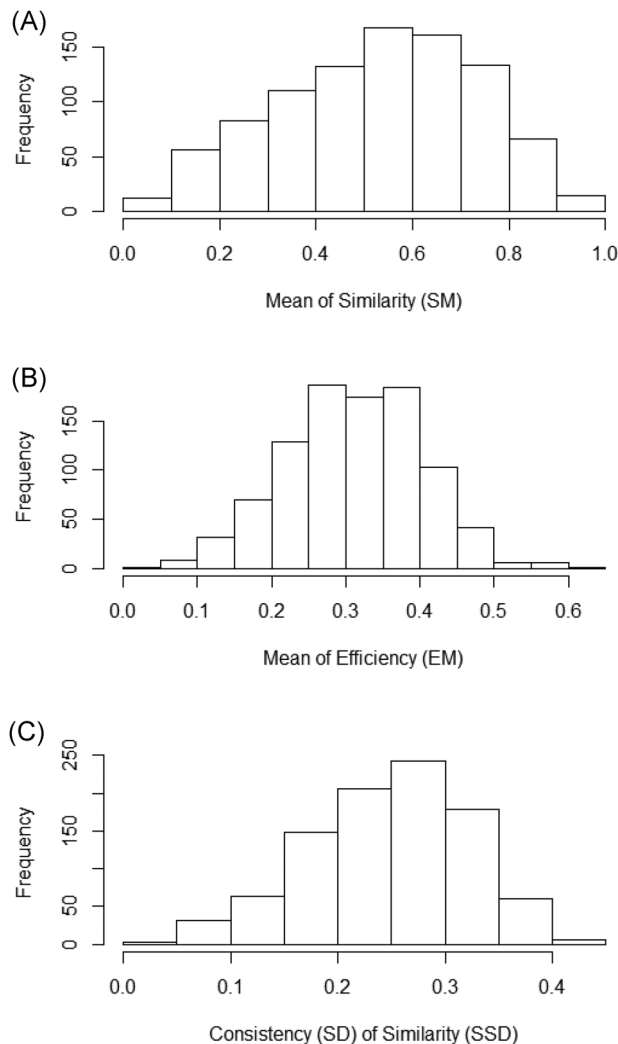 (A)
150
100
50
0
Frequency
0.0 0.2 0.4 0.6 0.8 1.0
Mean of Similarity (SM)
(B)
150
100
50
0
Frequency
0.0 0.1 0.2 0.3 0.4 0.5 0.6
Mean of Efficiency (EM)
(C)
250
150
50
0
Frequency
0.0 0.1 0.2 0.3 0.4
Consistency (SD) of Similarity (SSD)